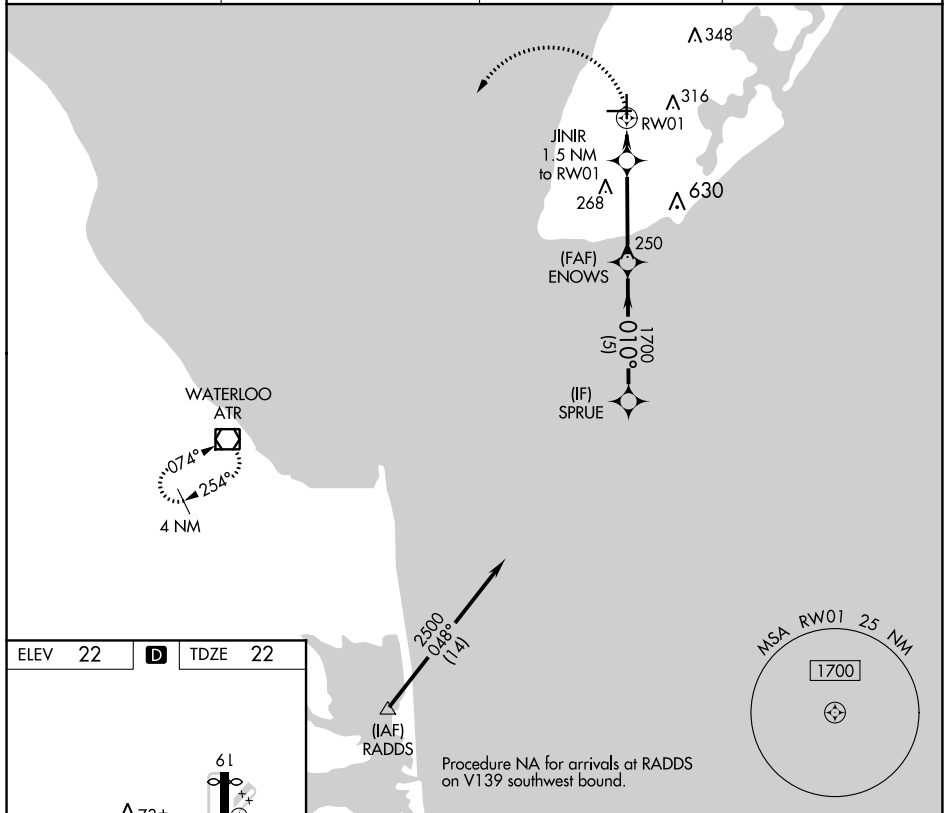 348
316
RW01
JINIR
1.5 NM
to RW01
268
630
250
(FAF)
ENOWS
1700
010°
(5)
(IF)
SPRUE
WATERLOO
ATR
074°
254°
4 NM
2500
048°
(14)
(IAF)
RADDS
MSA RW01 25 NM
1700
Procedure NA for arrivals at RADDS
on V139 southwest bound.
ELEV 22 D TDZE 22
19